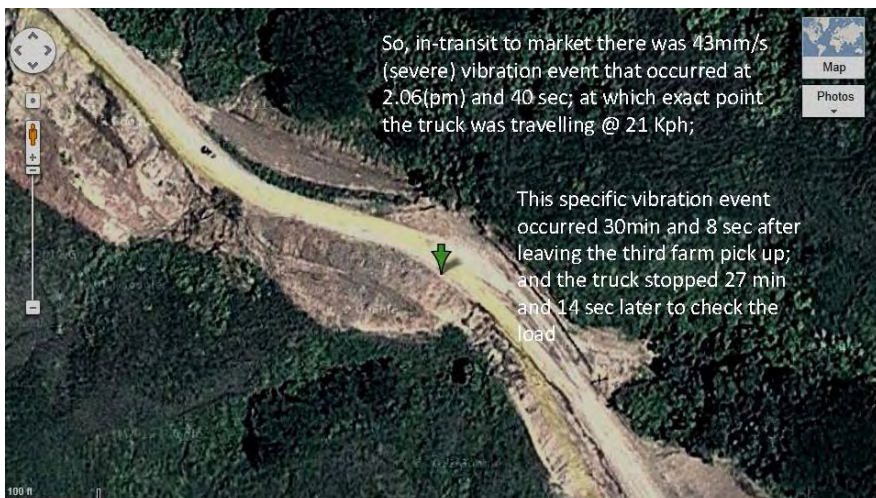 So, in-transit to market there was 43mm/s
(severe) vibration event that occurred at
2.06(pm) and 40 sec; at which exact point
the truck was travelling @ 21 Kph;
Map
Photos
This specific vibration event
occurred 30min and 8 sec after
leaving the third farm pick up;
and the truck stopped 27 min
and 14 sec later to check the
load
100 ft